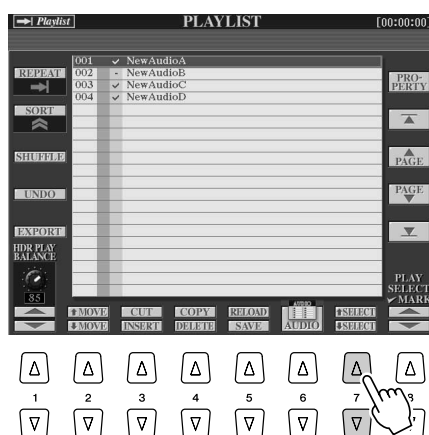 Playlist PLAYLIST [00:00:00]
001 ✓ NewAudioA
002 - NewAudioB
003 ✓ NewAudioC
004 ✓ NewAudioD
REPEAT
SORT
SHUFFLE
UNDO
EXPORT
HDR PLAY
BALANCE
85
PRO-
PERTY
PAGE
PAGE
PLAY
SELECT
✓MARK
MOVE CUT COPY RELOAD AUDIO SELECT
MOVE INSERT DELETE SAVE AUDIO SELECT
1 2 3 4 5 6 7 8